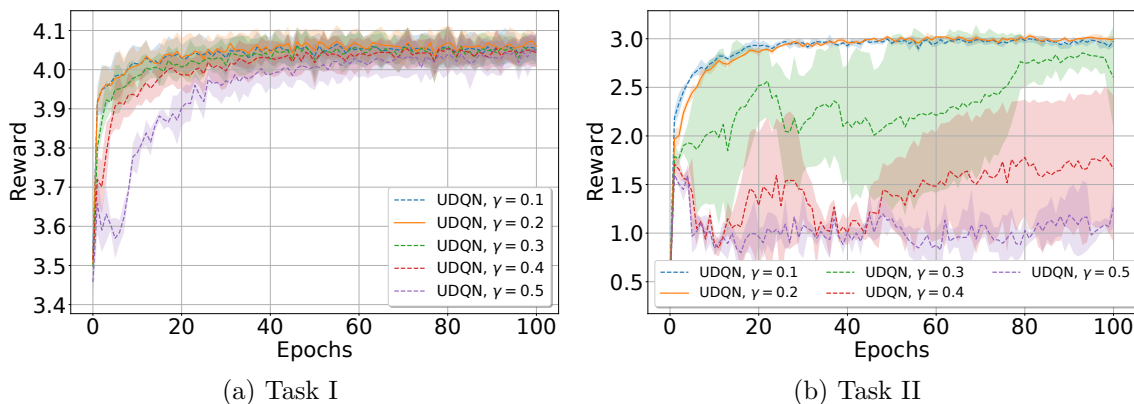 4.1
4.0
3.9
3.8
3.7
3.6
3.5
3.4
Reward
0
20
40
60
80
100
Epochs
UDQN, γ = 0.1
UDQN, γ = 0.2
UDQN, γ = 0.3
UDQN, γ = 0.4
UDQN, γ = 0.5
(a) Task I
3.0
2.5
2.0
1.5
1.0
0.5
Reward
0
20
40
60
80
100
Epochs
UDQN, γ = 0.1
UDQN, γ = 0.2
UDQN, γ = 0.3
UDQN, γ = 0.4
UDQN, γ = 0.5
(b) Task II